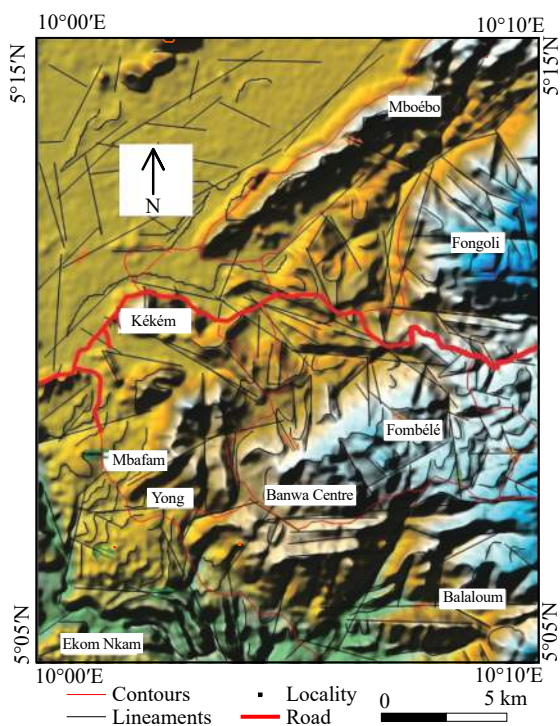 10°00′E 10°10′E
5°15′N 5°15′N
Mboébo
N
Fongoli
Kékém
Fombélé
Mbafam
Yong Banwa Centre
Balaloum
5°05′N 5°05′N
Ekom Nkam
10°00′E 10°10′E
Contours Locality 0 5 km
Lineaments Road